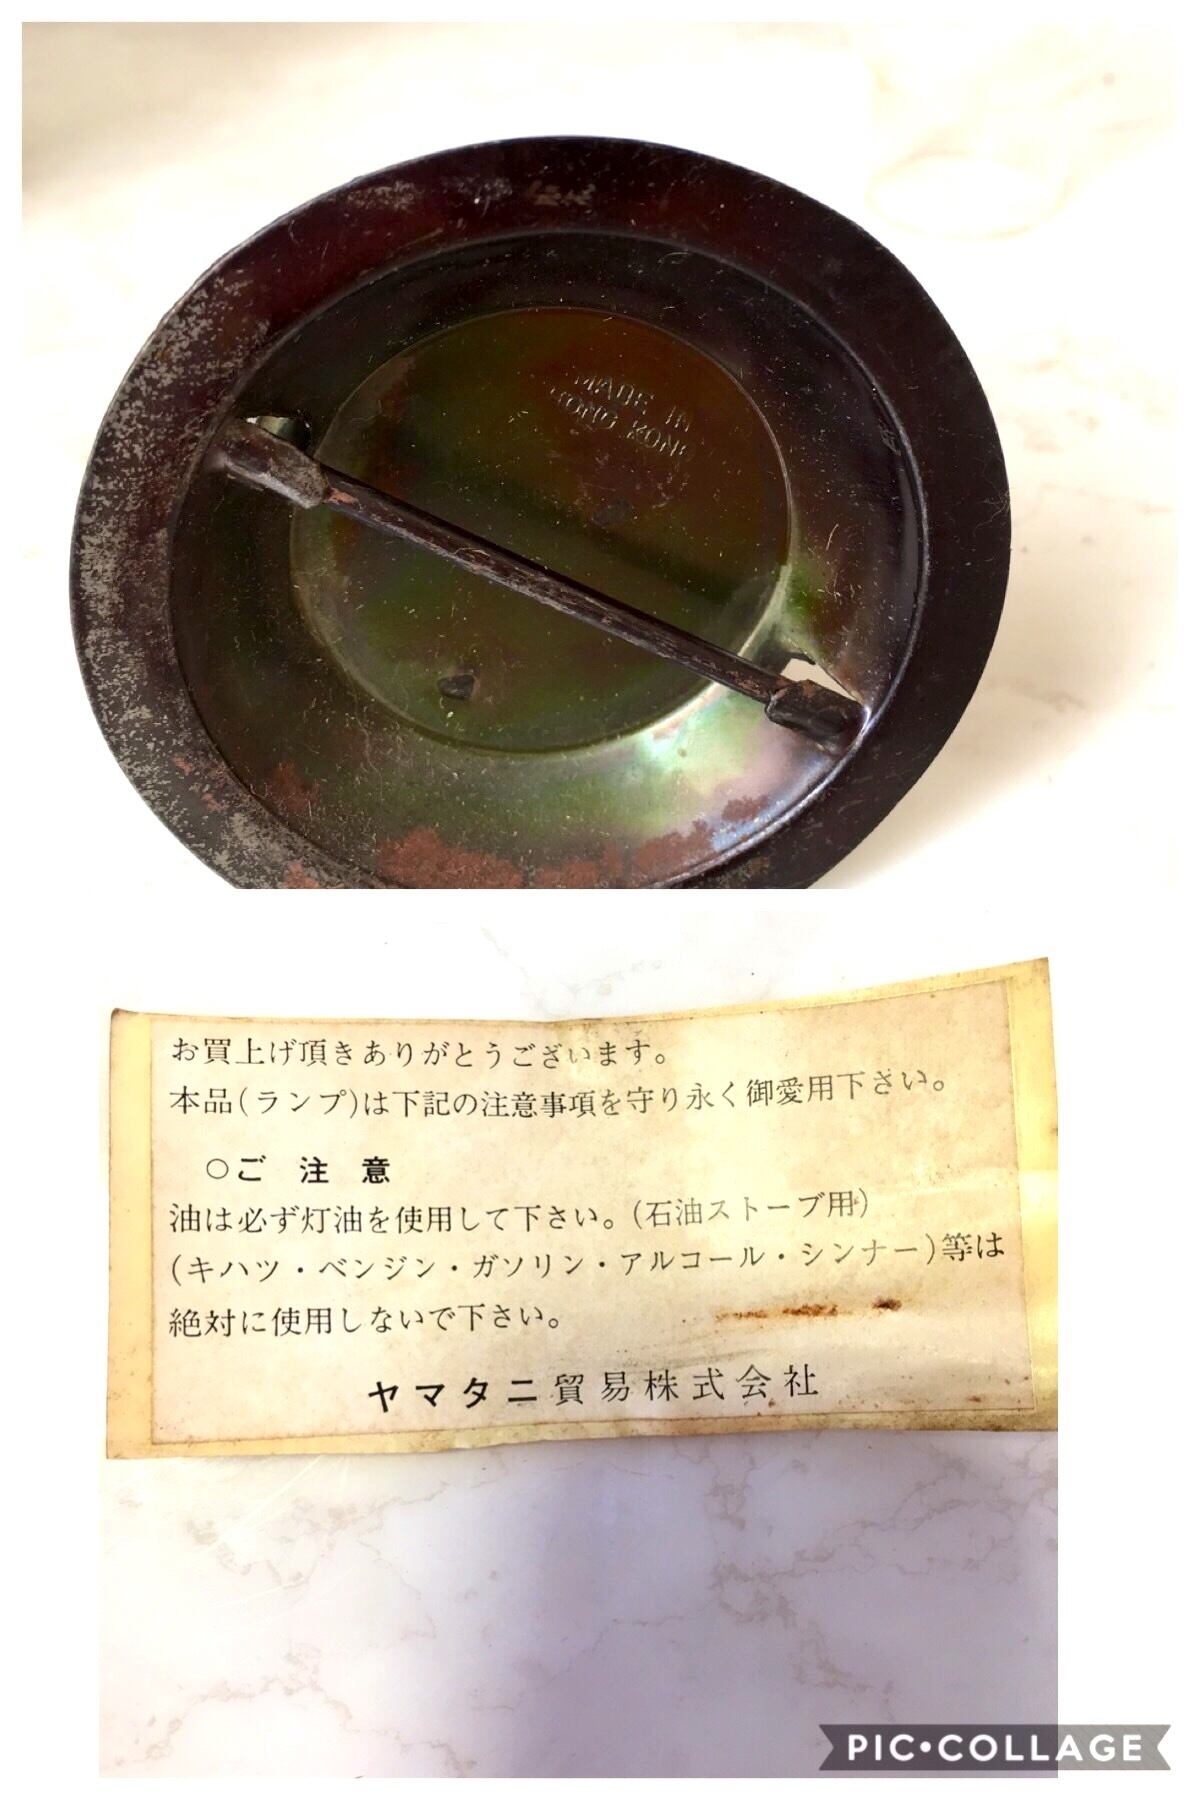 MADE IN
HONG KONG
お買上げ頂きありがとうございます。
本品(ランプ)は下記の注意事項を守り永く御愛用下さい。
○ご 注 意
油は必ず灯油を使用して下さい。(石油ストーブ用)
(キハツ・ベンジン・ガソリン・アルコール・シンナー)等は
絶対に使用しないで下さい。
ヤマタニ貿易株式会社
PIC•COLLAGE